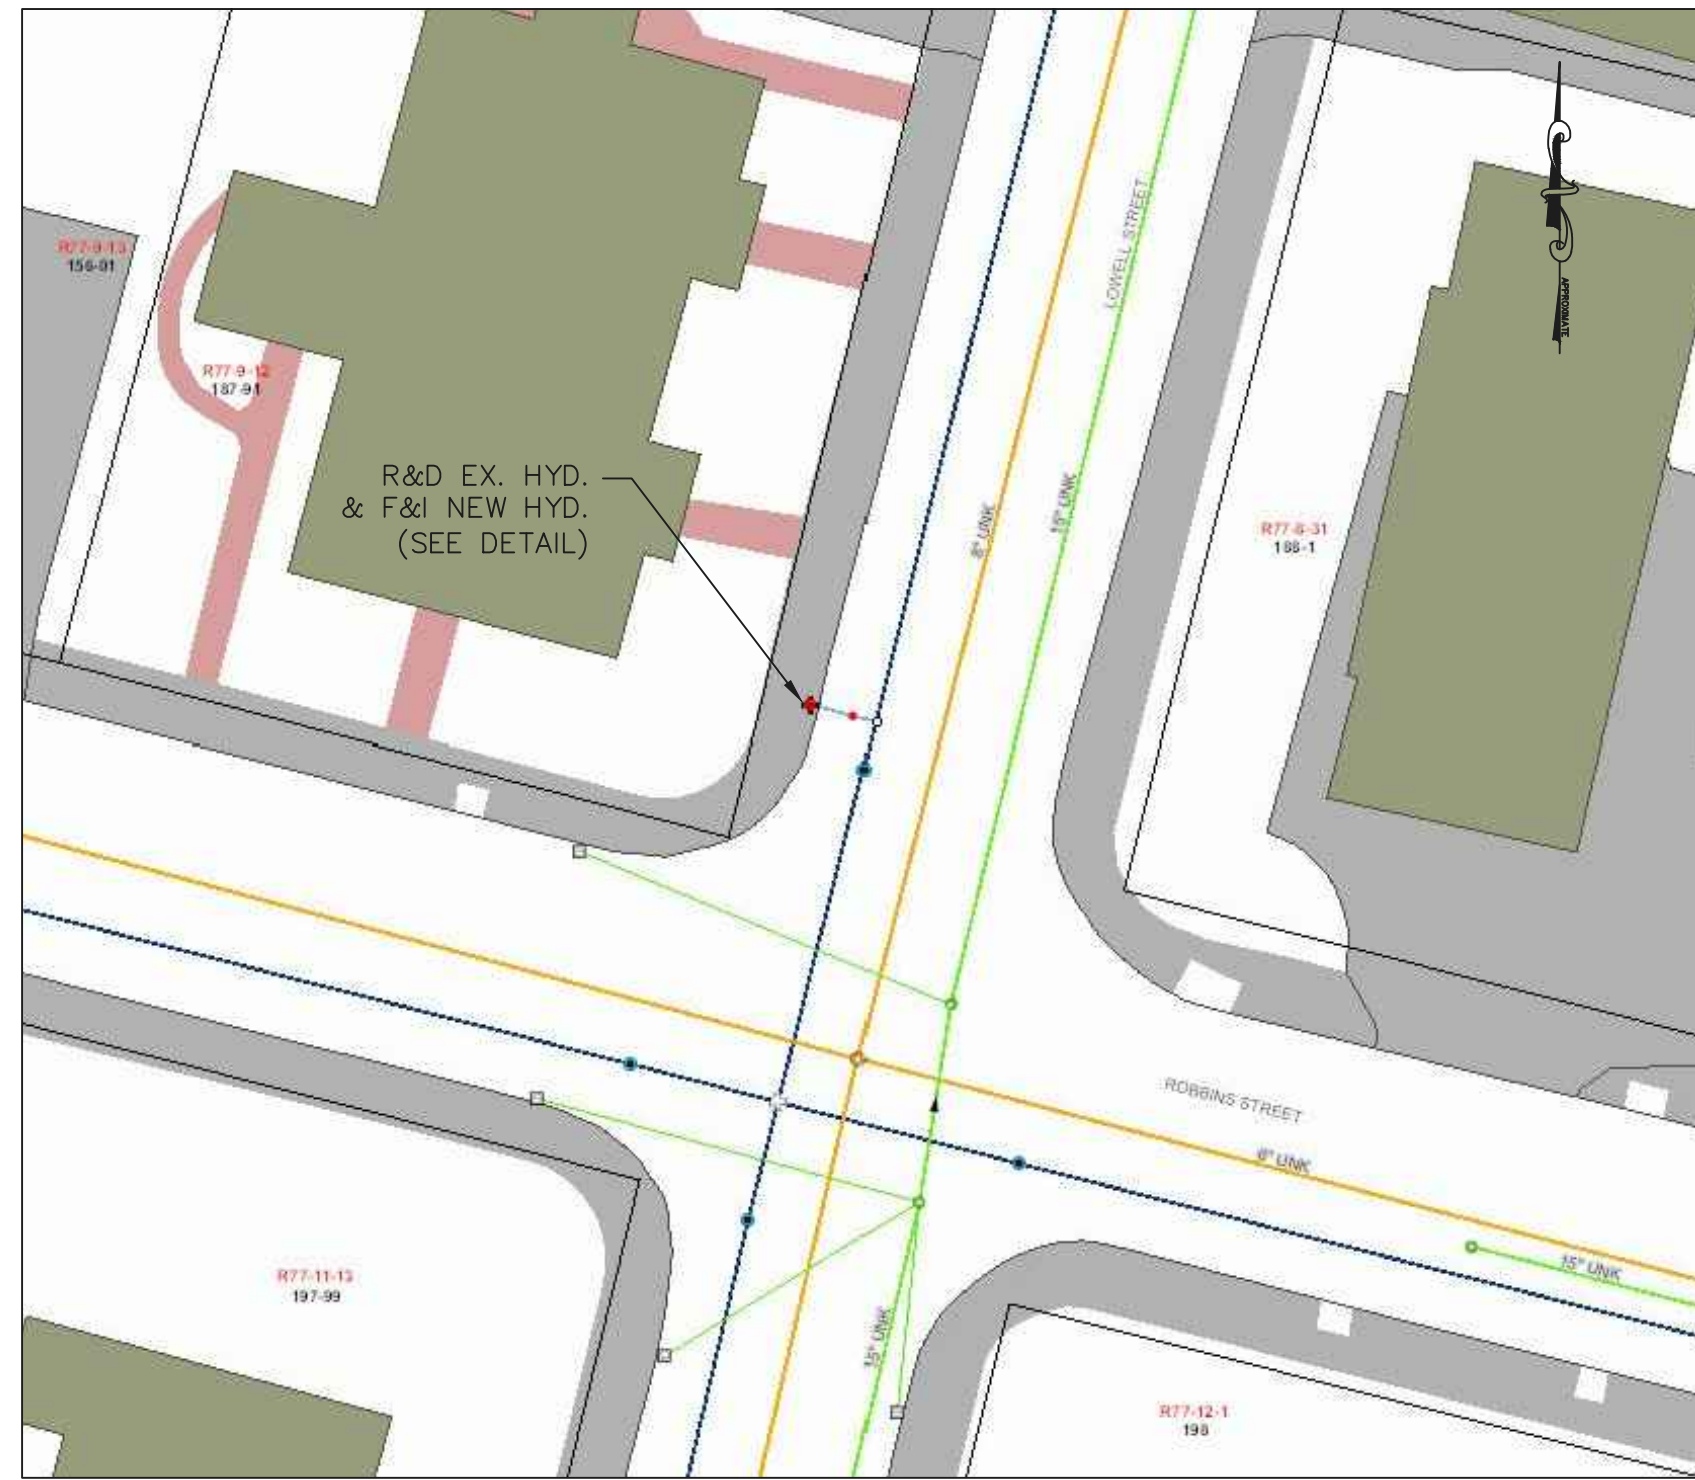 APPROXIMATE
LOWELL STREET
R77-9-13
156-91
R77-9-12
187-91
R&D EX. HYD.
& F&I NEW HYD.
(SEE DETAIL)
8" UNK
15" UNK
R77-8-31
188-1
ROBBINS STREET
8" UNK
15" UNK
R77-11-13
197-99
15" UNK
R77-12-1
198